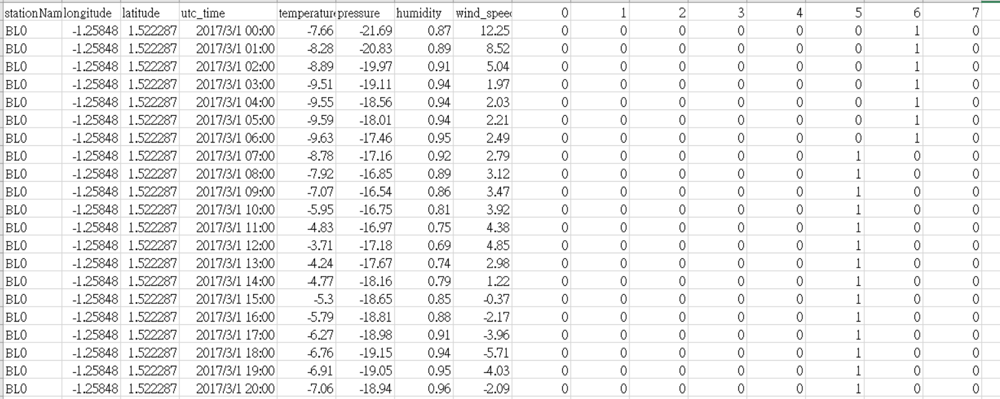 stationNam longitude latitude utc_time temperature pressure humidity wind_speed 0 1 2 3 4 5 6 7
BL0 -1.25848 1.522287 2017/3/1 00:00 -7.66 -21.69 0.87 12.25 0 0 0 0 0 0 1 0
BL0 -1.25848 1.522287 2017/3/1 01:00 -8.28 -20.83 0.89 8.52 0 0 0 0 0 0 1 0
BL0 -1.25848 1.522287 2017/3/1 02:00 -8.89 -19.97 0.91 5.04 0 0 0 0 0 0 1 0
BL0 -1.25848 1.522287 2017/3/1 03:00 -9.51 -19.11 0.94 1.97 0 0 0 0 0 0 1 0
BL0 -1.25848 1.522287 2017/3/1 04:00 -9.55 -18.56 0.94 2.03 0 0 0 0 0 0 1 0
BL0 -1.25848 1.522287 2017/3/1 05:00 -9.59 -18.01 0.94 2.21 0 0 0 0 0 0 1 0
BL0 -1.25848 1.522287 2017/3/1 06:00 -9.63 -17.46 0.95 2.49 0 0 0 0 0 0 1 0
BL0 -1.25848 1.522287 2017/3/1 07:00 -8.78 -17.16 0.92 2.79 0 0 0 0 0 1 0 0
BL0 -1.25848 1.522287 2017/3/1 08:00 -7.92 -16.85 0.89 3.12 0 0 0 0 0 1 0 0
BL0 -1.25848 1.522287 2017/3/1 09:00 -7.07 -16.54 0.86 3.47 0 0 0 0 0 1 0 0
BL0 -1.25848 1.522287 2017/3/1 10:00 -5.95 -16.75 0.81 3.92 0 0 0 0 0 1 0 0
BL0 -1.25848 1.522287 2017/3/1 11:00 -4.83 -16.97 0.75 4.38 0 0 0 0 0 1 0 0
BL0 -1.25848 1.522287 2017/3/1 12:00 -3.71 -17.18 0.69 4.85 0 0 0 0 0 1 0 0
BL0 -1.25848 1.522287 2017/3/1 13:00 -4.24 -17.67 0.74 2.98 0 0 0 0 0 1 0 0
BL0 -1.25848 1.522287 2017/3/1 14:00 -4.77 -18.16 0.79 1.22 0 0 0 0 0 1 0 0
BL0 -1.25848 1.522287 2017/3/1 15:00 -5.3 -18.65 0.85 -0.37 0 0 0 0 0 1 0 0
BL0 -1.25848 1.522287 2017/3/1 16:00 -5.79 -18.81 0.88 -2.17 0 0 0 0 0 1 0 0
BL0 -1.25848 1.522287 2017/3/1 17:00 -6.27 -18.98 0.91 -3.96 0 0 0 0 0 1 0 0
BL0 -1.25848 1.522287 2017/3/1 18:00 -6.76 -19.15 0.94 -5.71 0 0 0 0 0 1 0 0
BL0 -1.25848 1.522287 2017/3/1 19:00 -6.91 -19.05 0.95 -4.03 0 0 0 0 0 1 0 0
BL0 -1.25848 1.522287 2017/3/1 20:00 -7.06 -18.94 0.96 -2.09 0 0 0 0 0 1 0 0